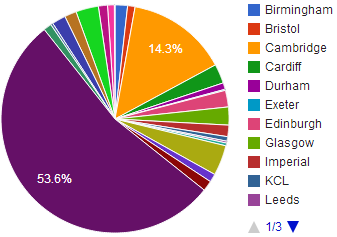 Birmingham
Bristol
14.3%
Cambridge
Cardiff
Durham
Exeter
Edinburgh
Glasgow
Imperial
53.6%
KCL
Leeds
1/3